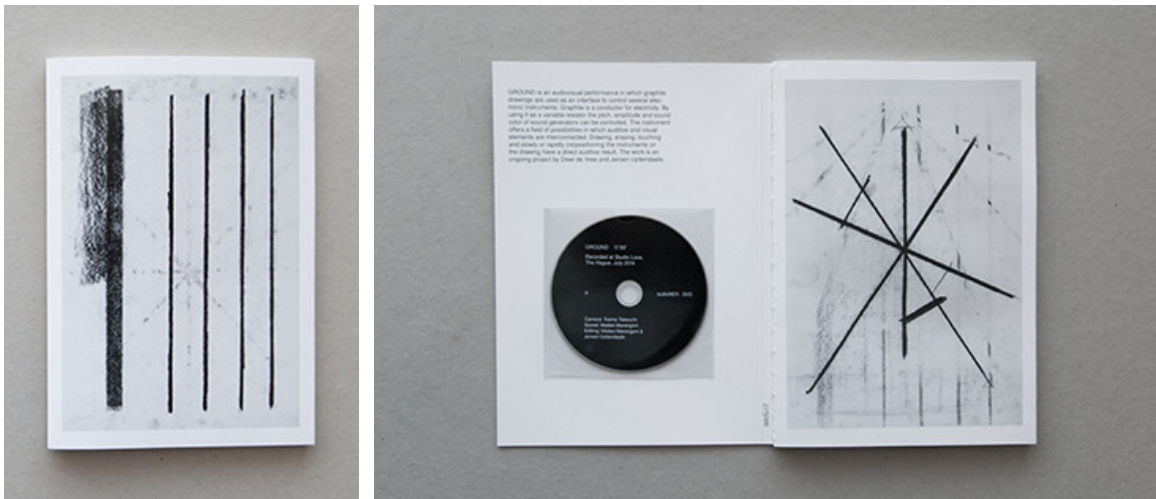 GROUND is an audiovisual performance in which graphite
drawings are used as an interface to control several elec-
tronic instruments. Graphite is a conductor for electricity. By
using it as a variable resistor the pitch, amplitude and sound
color of sound generators can be controlled. The instrument
offers a field of possibilities in which auditive and visual
elements are interconnected. Drawing, erasing, touching
and slowly or rapidly (re)positioning the instruments on
the drawing have a direct auditive result. The work is an
ongoing project by Dewi de Vree and Jeroen Uyttendaele.
GROUND
Recorded at Studio Loos,
The Hague, July 2014
Camera: Takeuchi
Sound: Matteo Marangoni
Editing: Matteo Marangoni &
Jeroen Uyttendaele